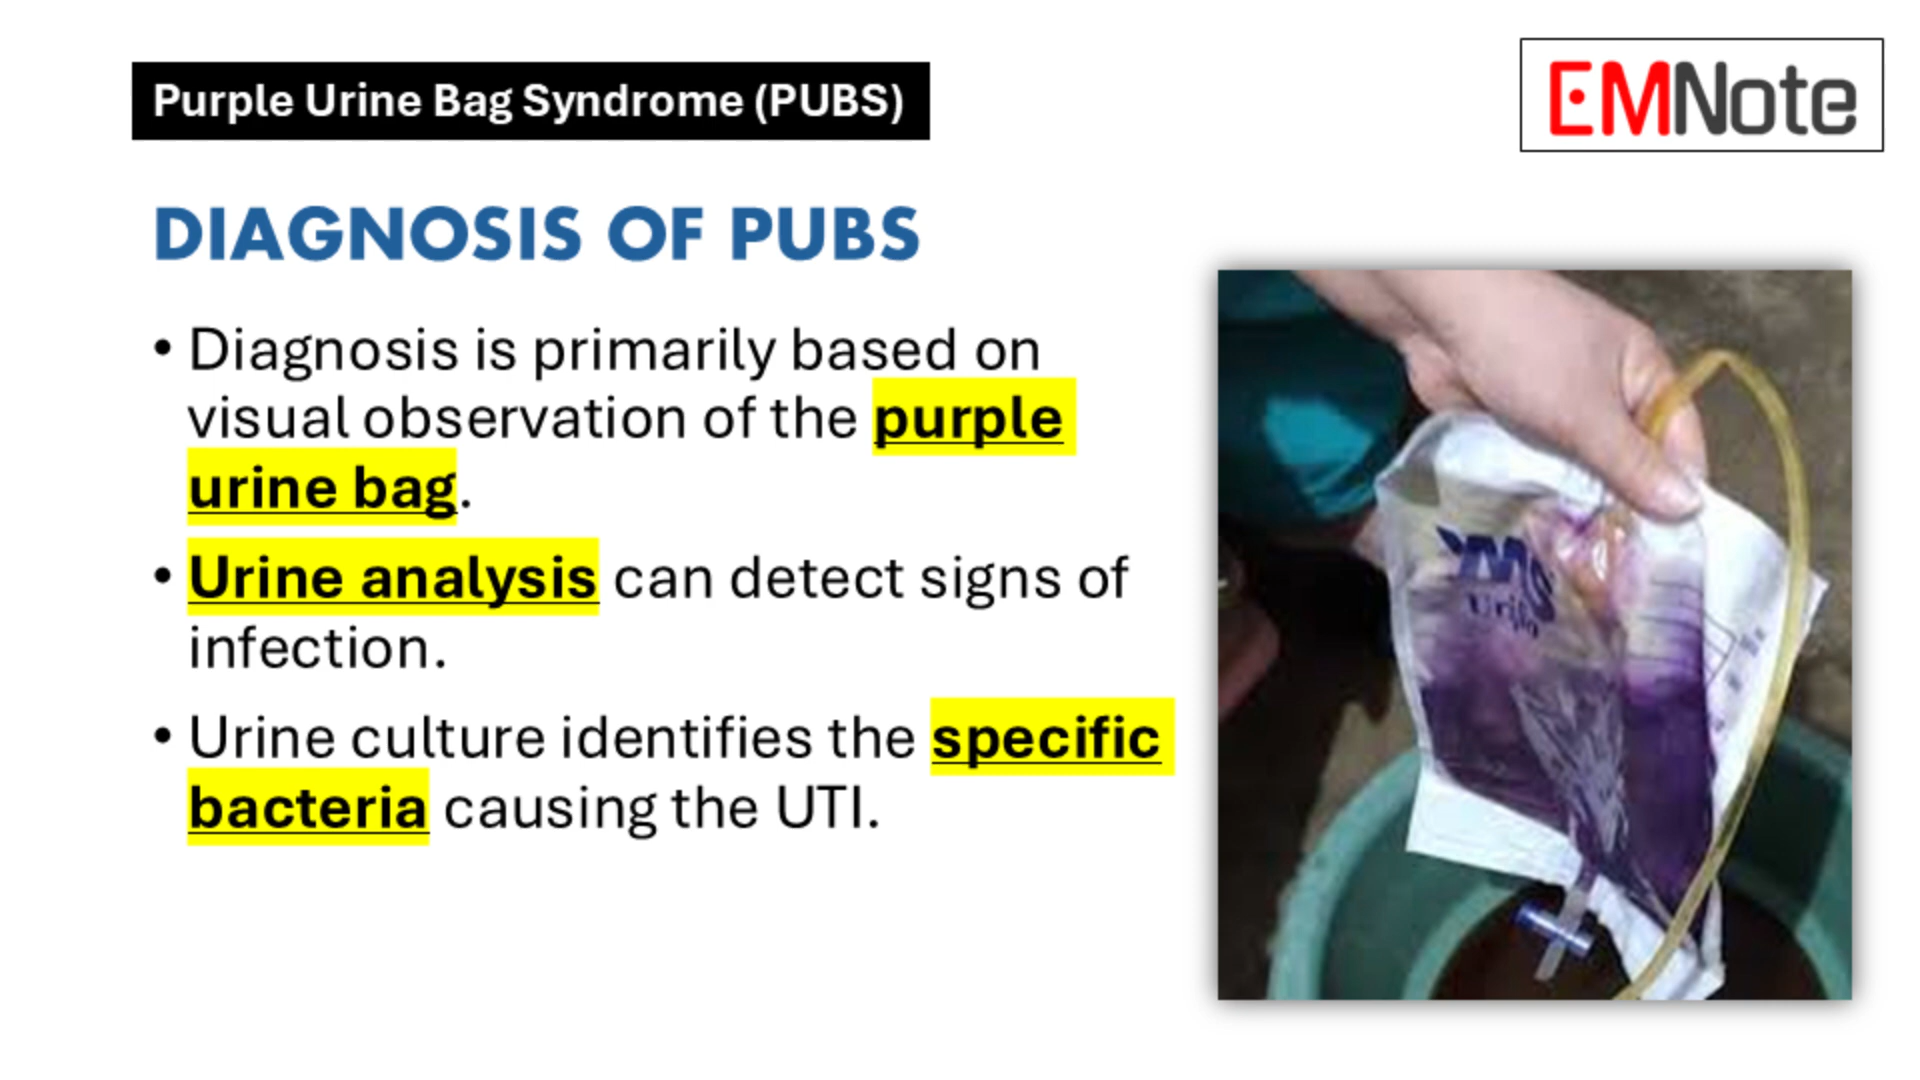 Purple Urine Bag Syndrome (PUBS)
EMNote
DIAGNOSIS OF PUBS
• Diagnosis is primarily based on
visual observation of the purple
urine bag.
• Urine analysis can detect signs of
infection.
• Urine culture identifies the specific
bacteria causing the UTI.